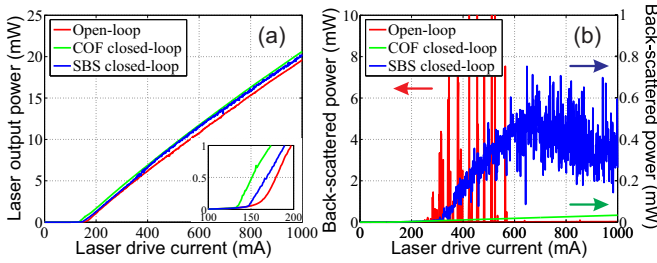 25
20
15
10
5
0
0
200
400
600
800
1000
Laser output power (mW)
Laser drive current (mA)
Open-loop
COF closed-loop
SBS closed-loop
(a)
1
0.5
0
100
150
200
10
8
6
4
2
0
0
200
400
600
800
1000
Back-scattered power (mW)
Laser drive current (mA)
Open-loop
COF closed-loop
SBS closed-loop
(b)
1
0.8
0.6
0.4
0.2
0
Back-scattered power (mW)